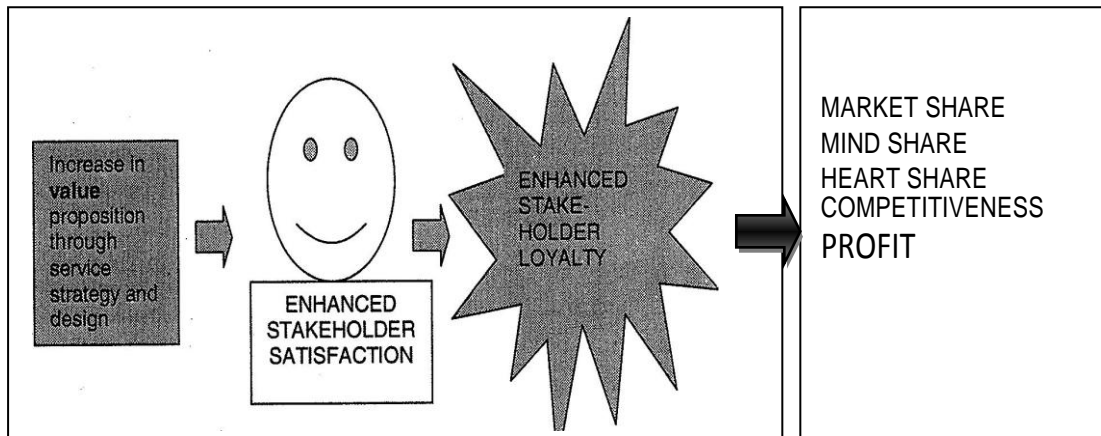 Increase in
value
proposition
through
service
strategy and
design
ENHANCED
STAKEHOLDER
SATISFACTION
ENHANCED
STAKE-
HOLDER
LOYALTY
MARKET SHARE
MIND SHARE
HEART SHARE
COMPETITIVENESS
PROFIT